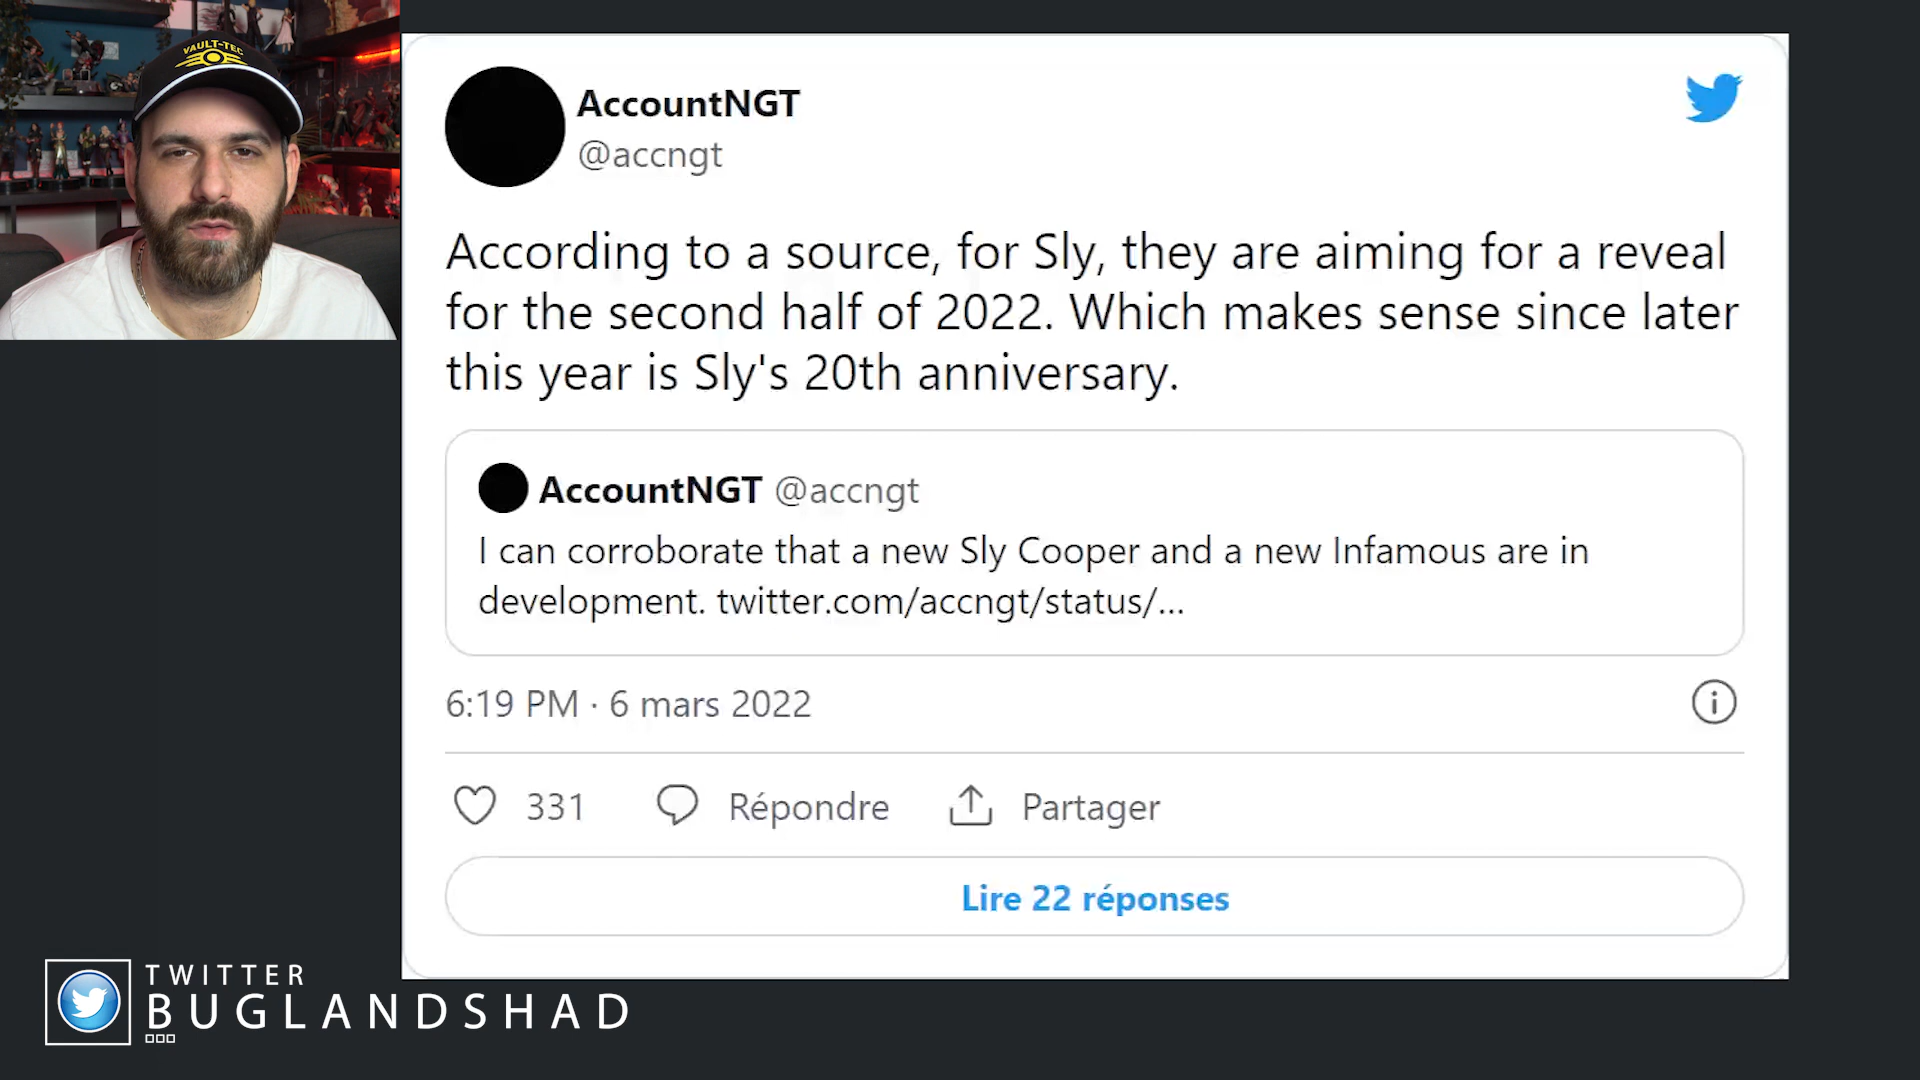 VAULT-TEC
AccountNGT
@accngt
According to a source, for Sly, they are aiming for a reveal
for the second half of 2022. Which makes sense since later
this year is Sly's 20th anniversary.
AccountNGT @accngt
I can corroborate that a new Sly Cooper and a new Infamous are in
development. twitter.com/accngt/status/...
6:19 PM · 6 mars 2022
331 Répondre Partager
Lire 22 réponses
TWITTER
BUGLANDSHAD